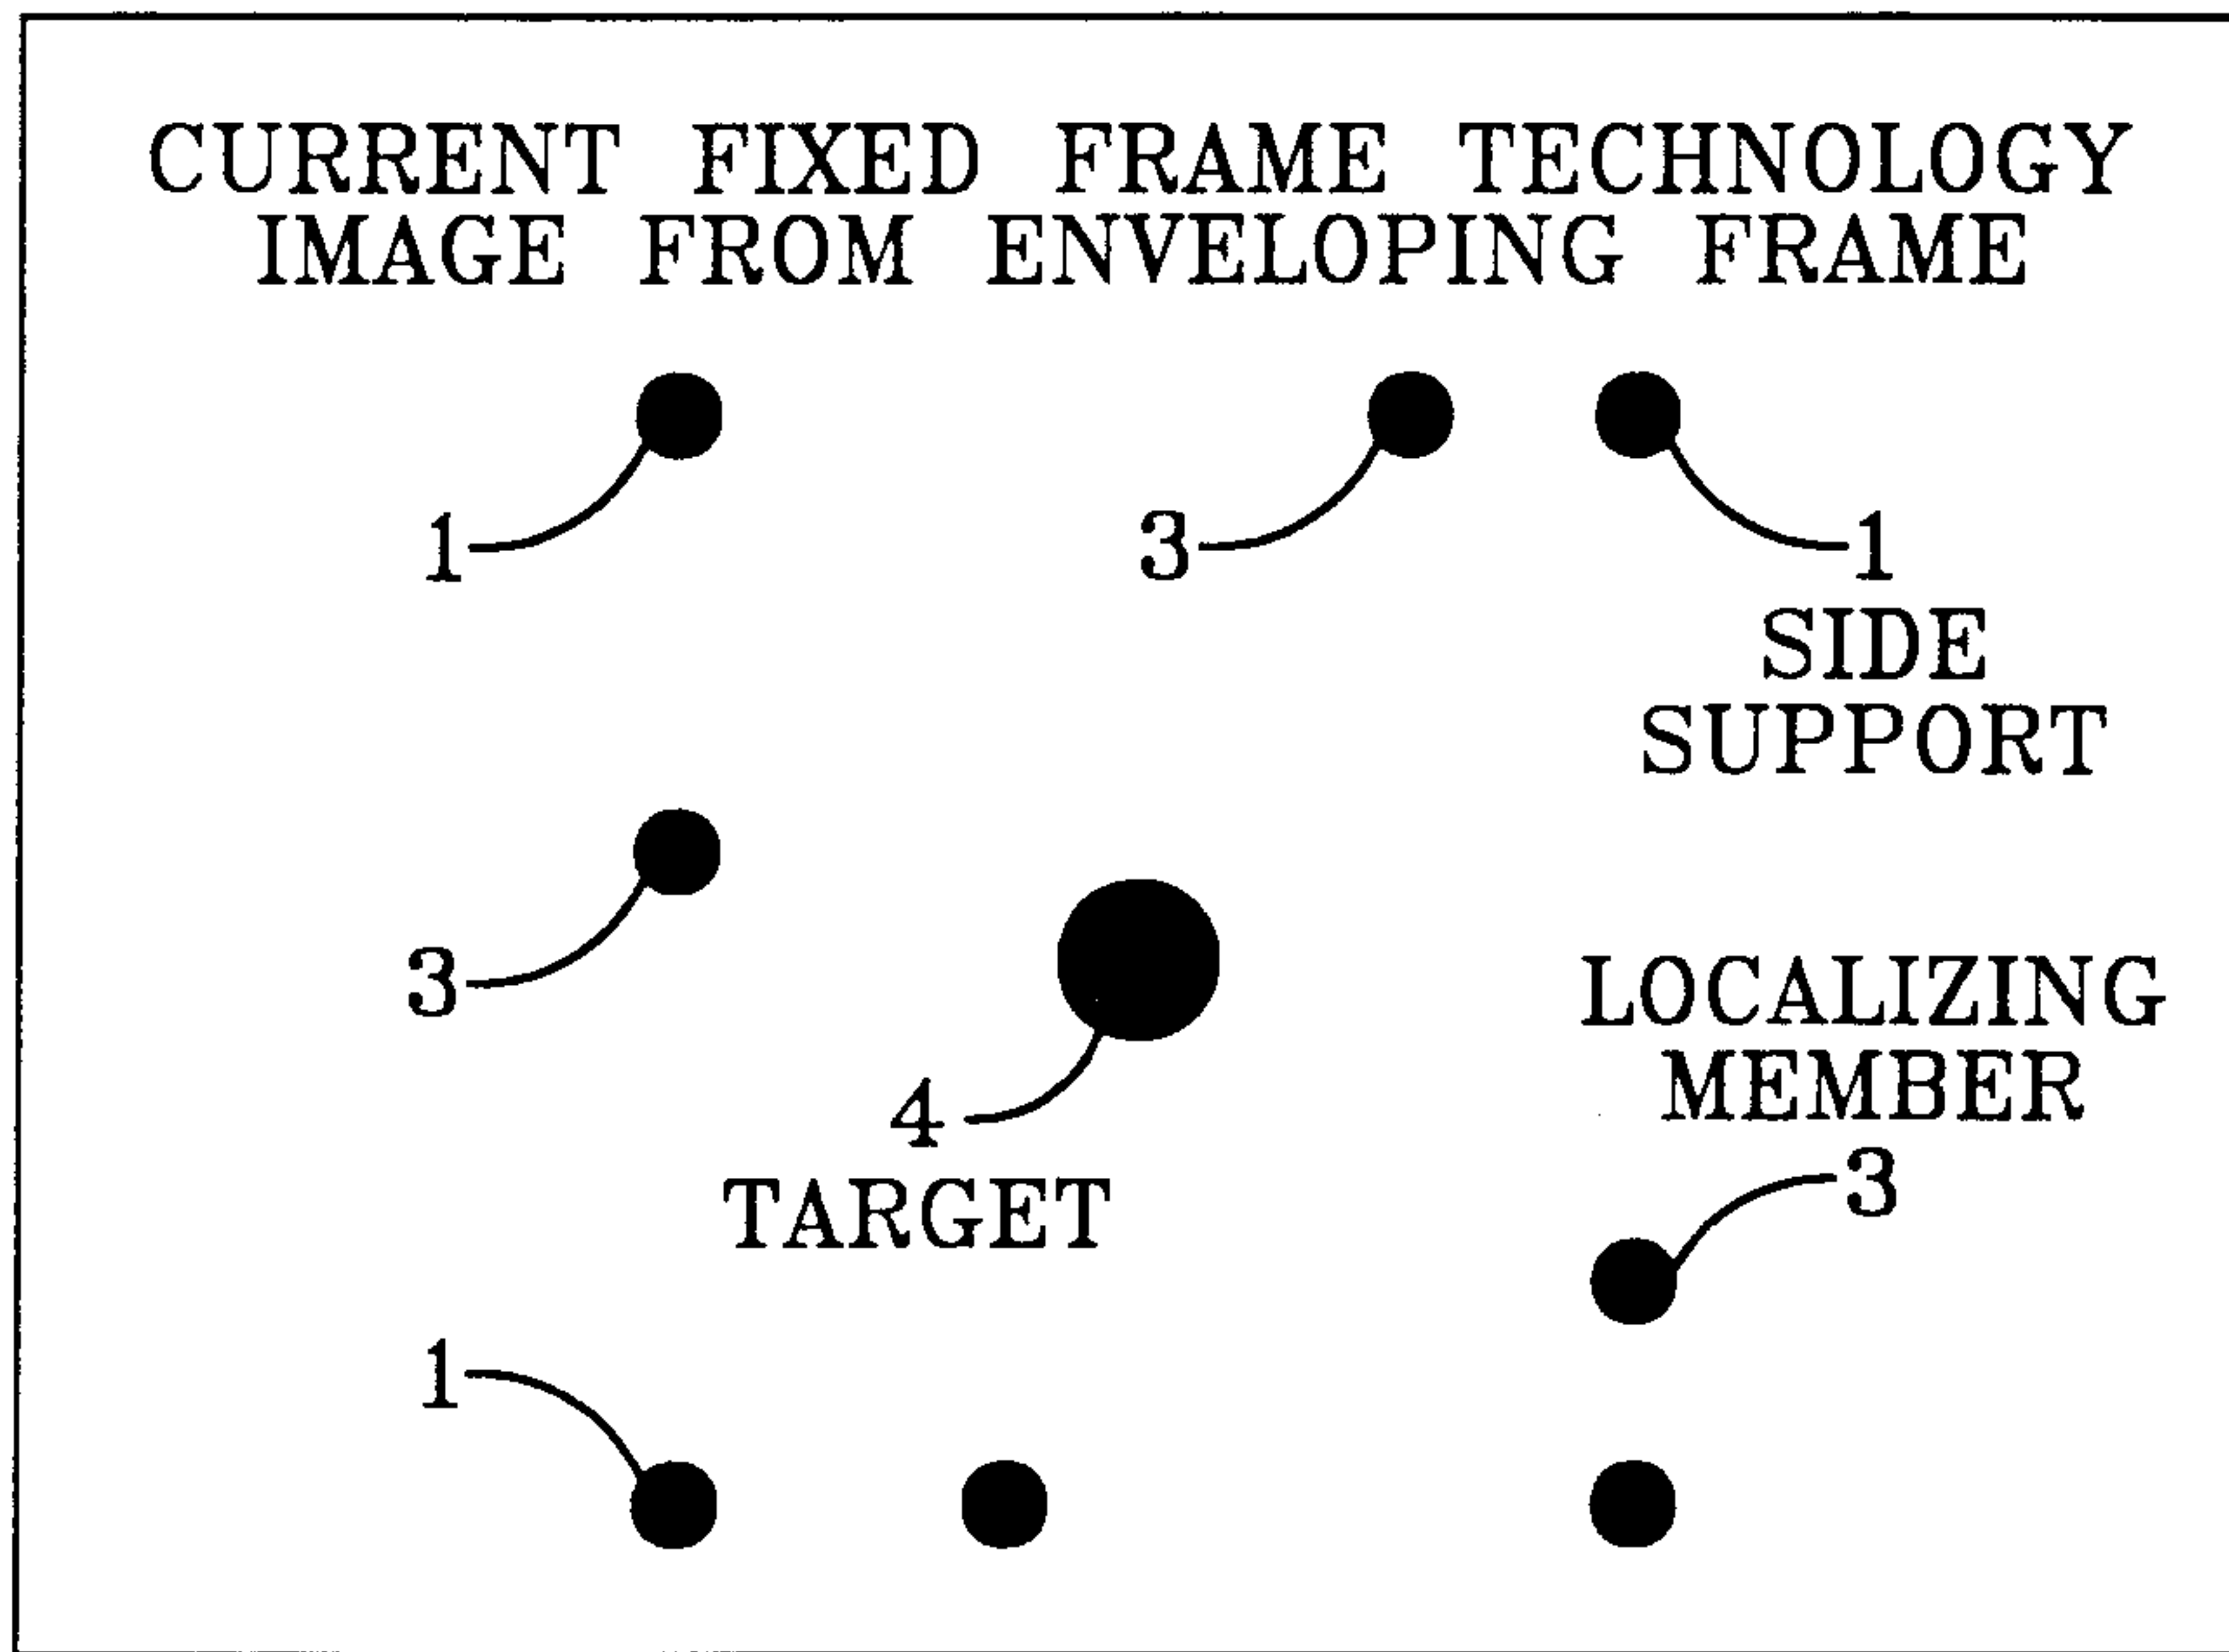 CURRENT FIXED FRAME TECHNOLOGY
IMAGE FROM ENVELOPING FRAME
1
3
1
SIDE
SUPPORT
3
4
TARGET
LOCALIZING
MEMBER
3
1